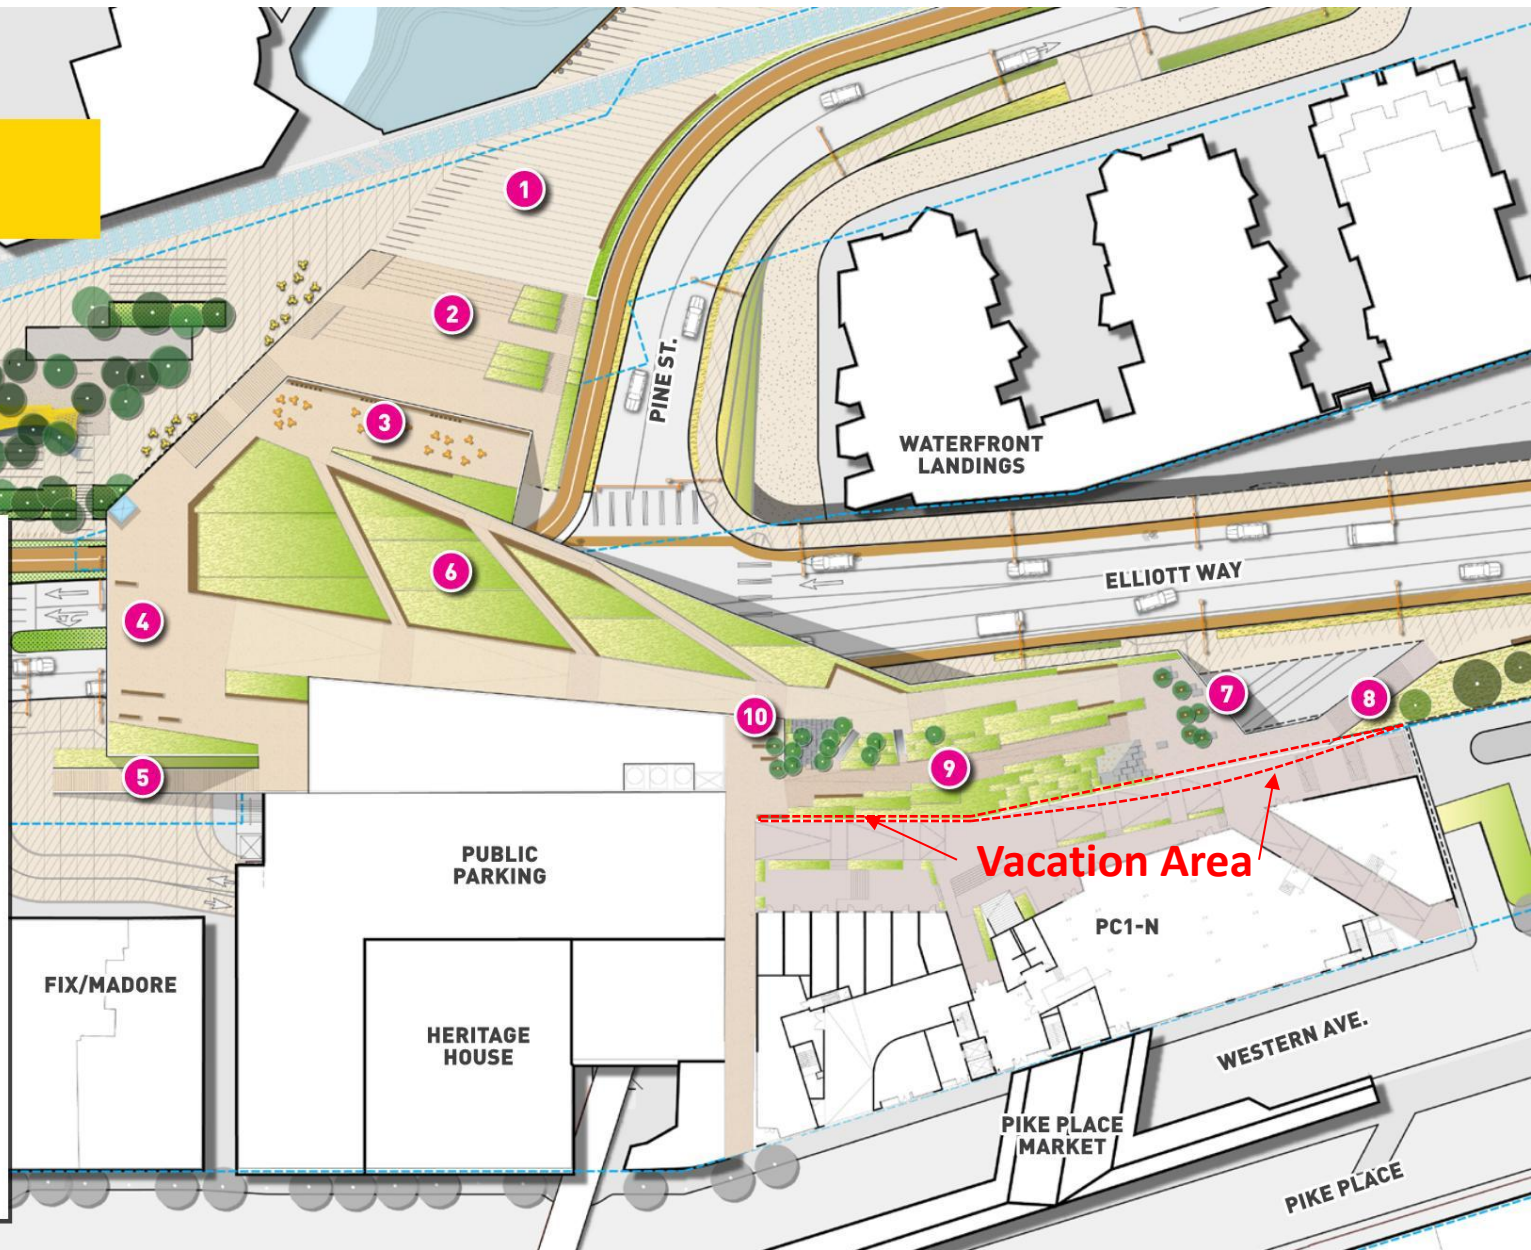 1
2
3
PINE ST.
WATERFRONT
LANDINGS
6
4
ELLIOTT WAY
7
8
10
9
5
Vacation Area
PUBLIC
PARKING
PC1-N
FIX/MADORE
HERITAGE
HOUSE
WESTERN AVE.
PIKE PLACE
MARKET
PIKE PLACE